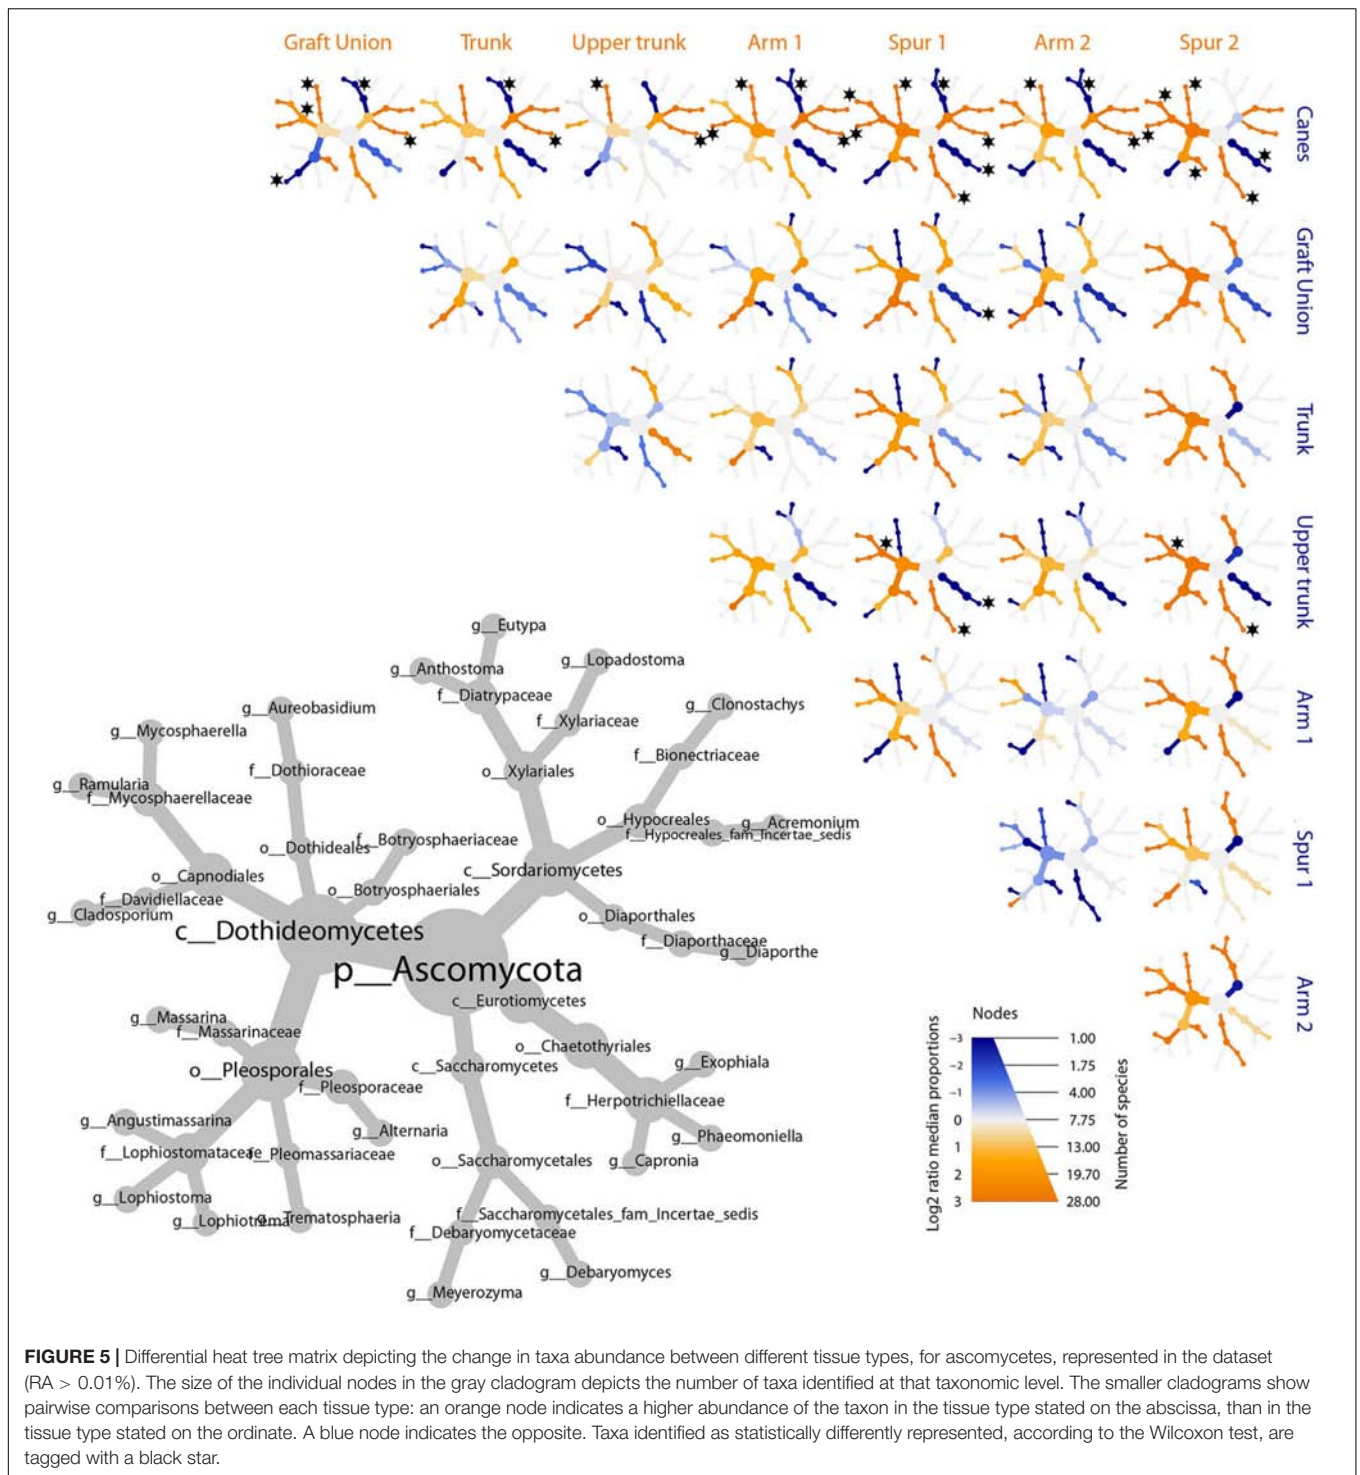 Graft Union Trunk Upper trunk Arm 1 Spur 1 Arm 2 Spur 2
Canes
Graft Union
Trunk
Upper trunk
Arm 1
Spur 1
Arm 2
g__Eutypa
g__Anthostoma
g__Lopadostoma
f__Diatrypaceae
g__Aureobasidium
g__Clonostachys
f__Xylariaceae
g__Mycosphaerella
f__Bionectriaceae
f__Dothioraceae
o__Xylariales
g__Ramularia
f__Mycosphaerellaceae
o__Hypocreales
g__Acremonium
f__Hypocreales_fam_Incertae_sedis
o__Dothideales
f__Botryosphaeriaceae
c__Sordariomycetes
o__Capnodiales
o__Botryosphaeriales
f__Davidiellaceae
g__Cladosporium
o__Diaporthales
c__Dothideomycetes
f__Diaporthaceae
g__Diaporthe
p__Ascomycota
c__Eurotiomycetes
g__Massarina
f__Massarinaceae
o__Chaetothyriales
c__Saccharomycetes
g__Exophiala
o__Pleosporales
f__Pleosporaceae
f__Herpotrichiellaceae
g__Angustimassarina
g__Alternaria
g__Phaeomoniella
f__Lophiostomataceae
f__Pleomassariaceae
o__Saccharomycetales
g__Capronia
g__Lophiostoma
g__Lophiotrema
g__Trematosphaeria
f__Saccharomycetales_fam_Incertae_sedis
f__Debaryomycetaceae
g__Debaryomyces
g__Meyerozyma
Nodes
Log2 ratio median proportions
Number of species
−3 1.00
−2 1.75
−1 4.00
0 7.75
1 13.00
2 19.70
3 28.00
FIGURE 5 | Differential heat tree matrix depicting the change in taxa abundance between different tissue types, for ascomycetes, represented in the dataset
(RA > 0.01%). The size of the individual nodes in the gray cladogram depicts the number of taxa identified at that taxonomic level. The smaller cladograms show
pairwise comparisons between each tissue type: an orange node indicates a higher abundance of the taxon in the tissue type stated on the abscissa, than in the
tissue type stated on the ordinate. A blue node indicates the opposite. Taxa identified as statistically differently represented, according to the Wilcoxon test, are
tagged with a black star.